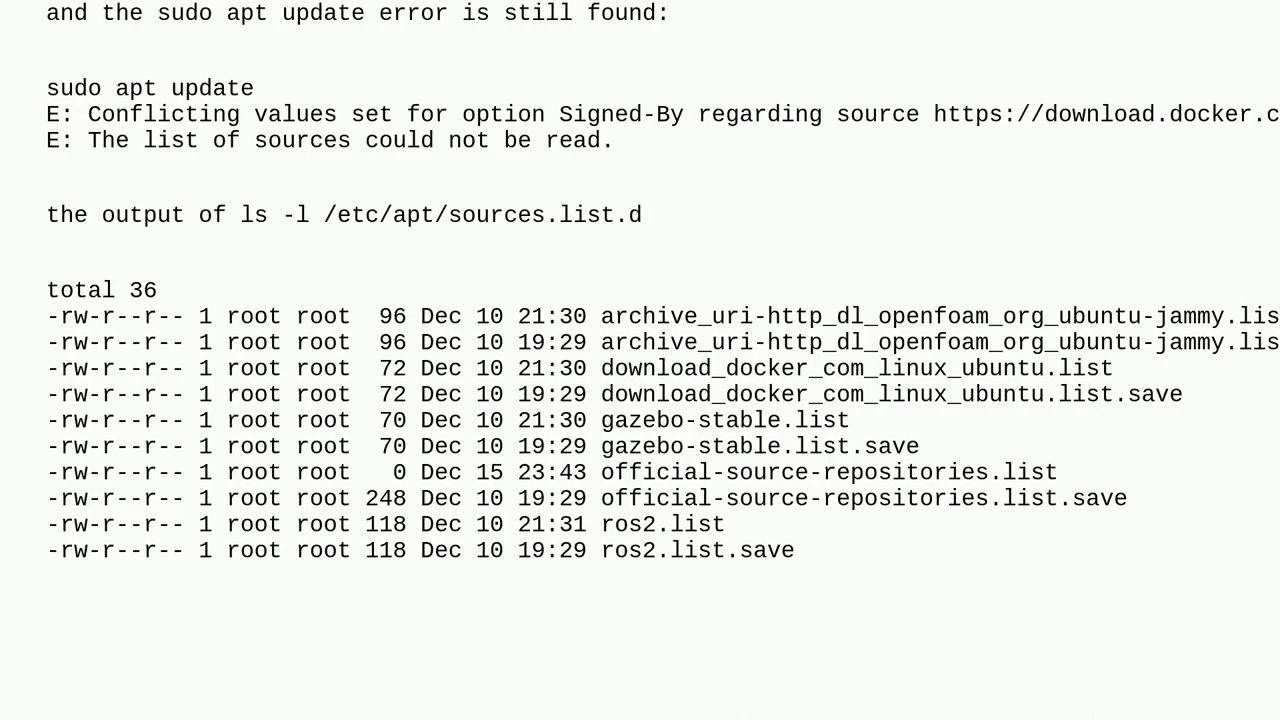 and the sudo apt update error is still found:
sudo apt update
E: Conflicting values set for option Signed-By regarding source https://download.docker.c
E: The list of sources could not be read.
the output of ls -l /etc/apt/sources.list.d
total 36
-rw-r--r-- 1 root root  96 Dec 10 21:30 archive_uri-http_dl_openfoam_org_ubuntu-jammy.lis
-rw-r--r-- 1 root root  96 Dec 10 19:29 archive_uri-http_dl_openfoam_org_ubuntu-jammy.lis
-rw-r--r-- 1 root root  72 Dec 10 21:30 download_docker_com_linux_ubuntu.list
-rw-r--r-- 1 root root  72 Dec 10 19:29 download_docker_com_linux_ubuntu.list.save
-rw-r--r-- 1 root root  70 Dec 10 21:30 gazebo-stable.list
-rw-r--r-- 1 root root  70 Dec 10 19:29 gazebo-stable.list.save
-rw-r--r-- 1 root root   0 Dec 15 23:43 official-source-repositories.list
-rw-r--r-- 1 root root 248 Dec 10 19:29 official-source-repositories.list.save
-rw-r--r-- 1 root root 118 Dec 10 21:31 ros2.list
-rw-r--r-- 1 root root 118 Dec 10 19:29 ros2.list.save